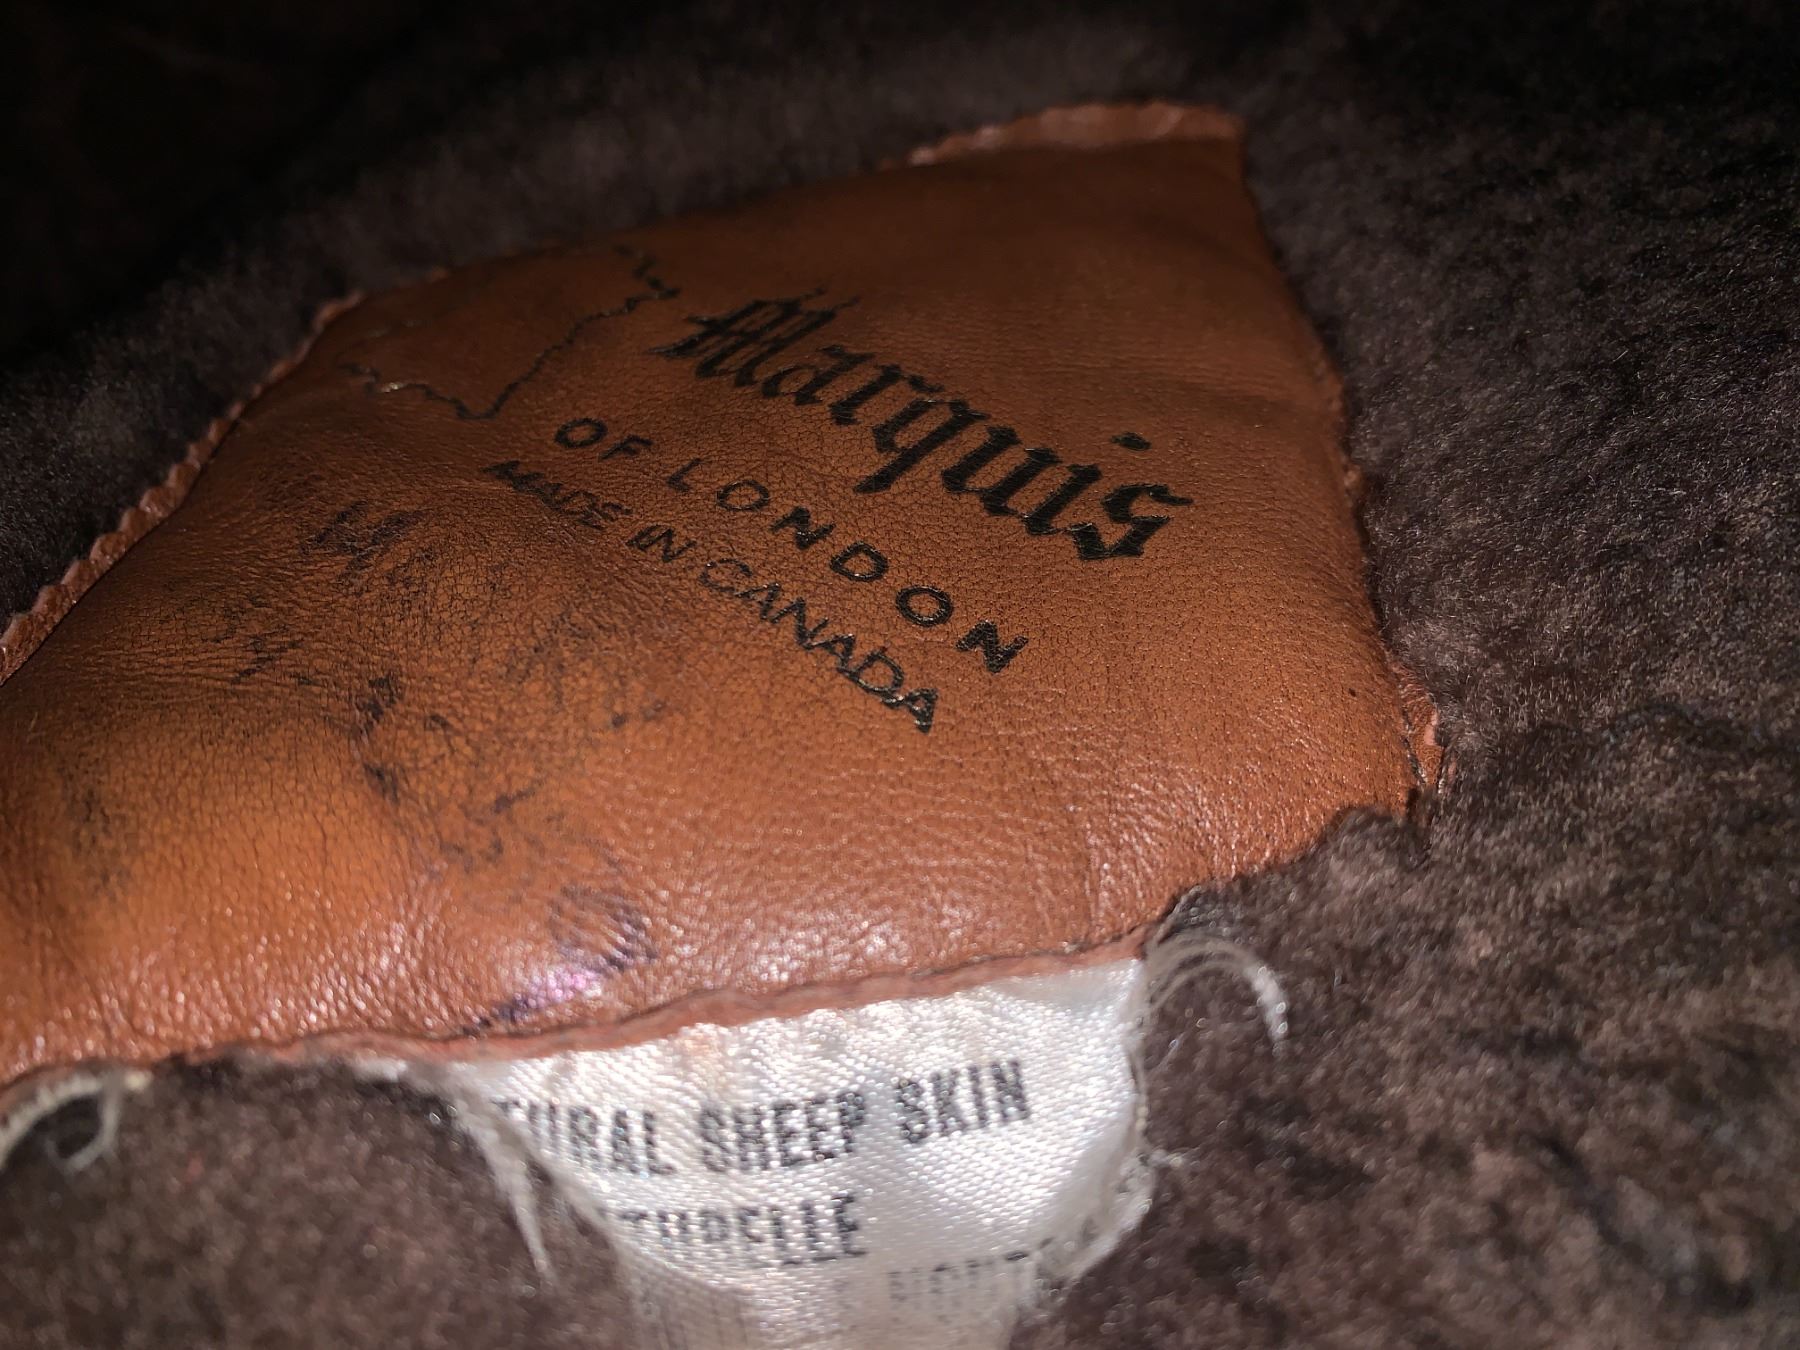 Marquis
OF LONDON
MADE IN CANADA
TURAL SHEEP SKIN